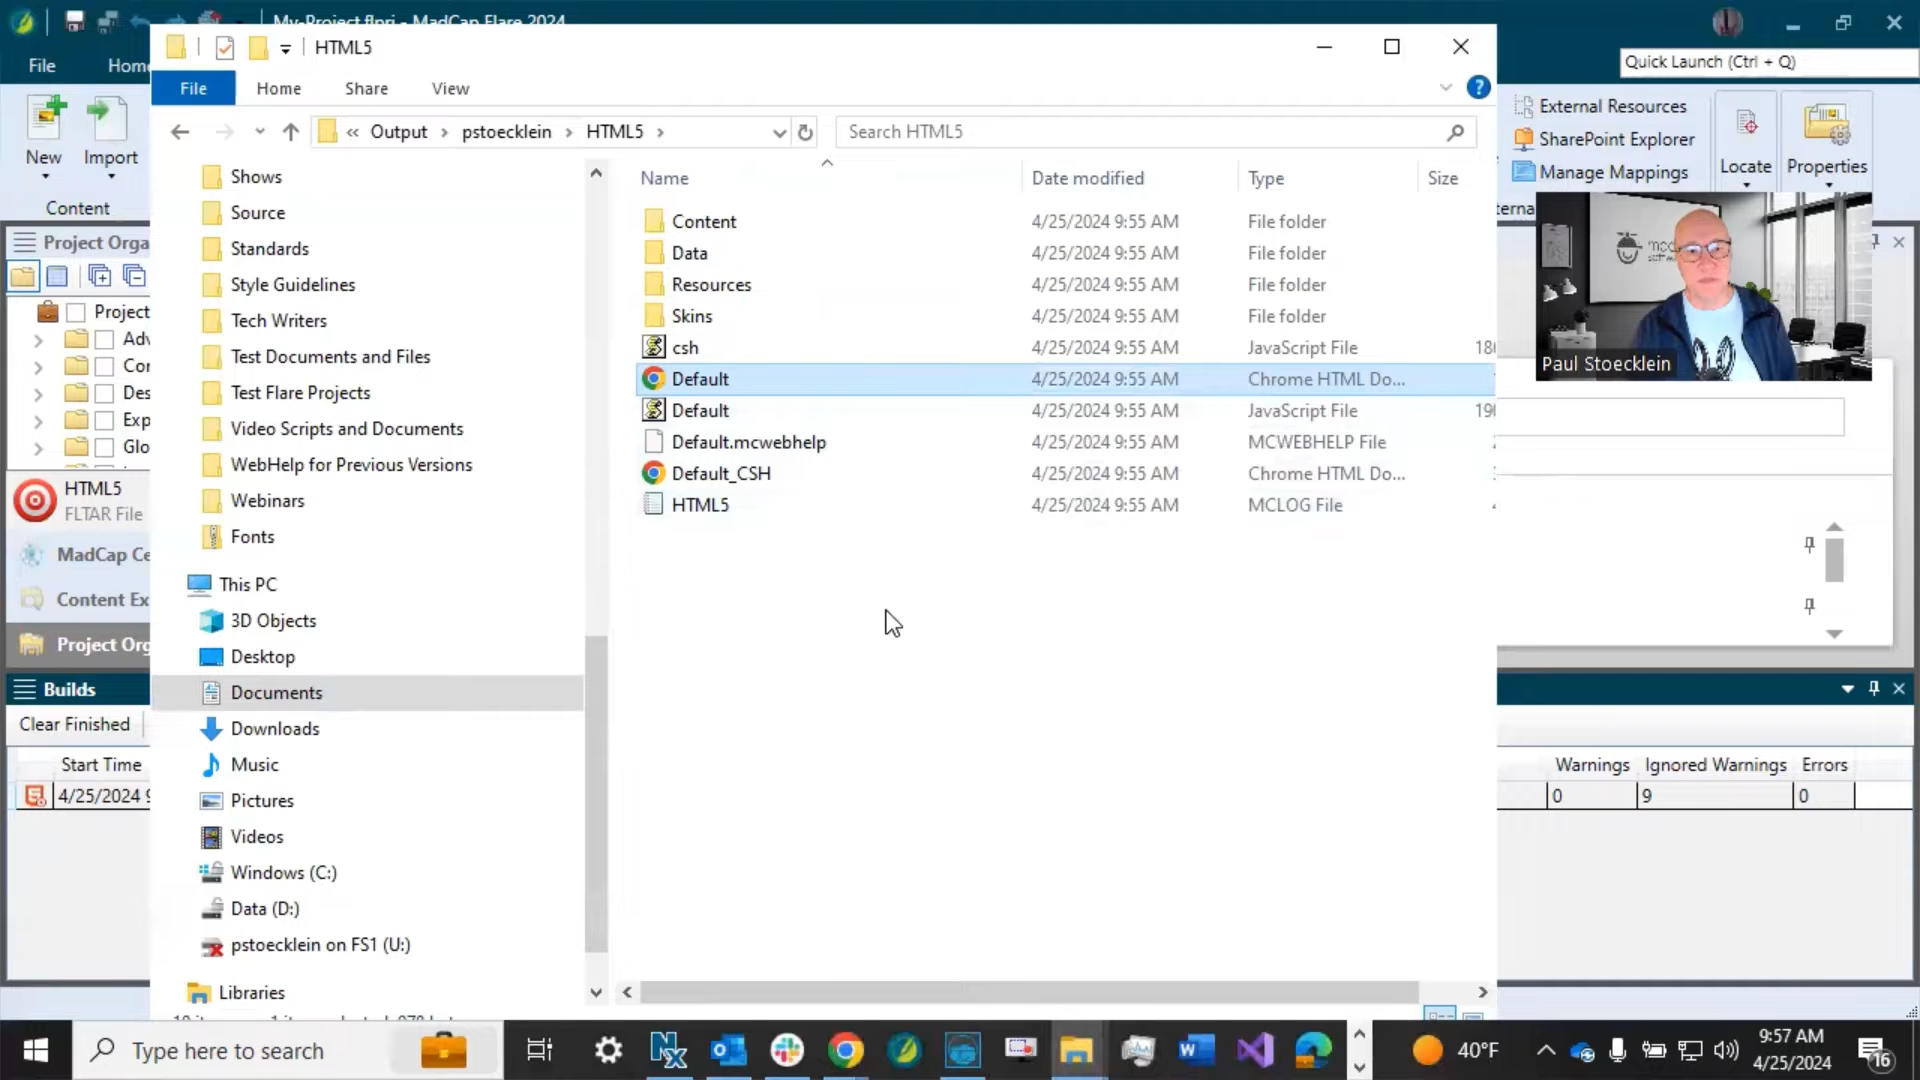 My-Project.flprj - MadCap Flare 2024
HTML5
File
Home
Share
View
File
Quick Launch (Ctrl + Q)
Output
pstoecklein
HTML5
Search HTML5
New
Import
Content
External Resources
SharePoint Explorer
Manage Mappings
Locate
Properties
Name
Date modified
Type
Size
Shows
Source
Standards
Style Guidelines
Tech Writers
Test Documents and Files
Test Flare Projects
Video Scripts and Documents
WebHelp for Previous Versions
Webinars
Fonts
This PC
3D Objects
Desktop
Documents
Downloads
Music
Pictures
Videos
Windows (C:)
Data (D:)
pstoecklein on FS1 (U:)
Libraries
Content 4/25/2024 9:55 AM File folder
Data 4/25/2024 9:55 AM File folder
Resources 4/25/2024 9:55 AM File folder
Skins 4/25/2024 9:55 AM File folder
csh 4/25/2024 9:55 AM JavaScript File
Default 4/25/2024 9:55 AM Chrome HTML Do...
Default 4/25/2024 9:55 AM JavaScript File
Default.mcwebhelp 4/25/2024 9:55 AM MCWEBHELP File
Default_CSH 4/25/2024 9:55 AM Chrome HTML Do...
HTML5 4/25/2024 9:55 AM MCLOG File
Paul Stoecklein
Project Orga
Project
Adv
Cor
Des
Exp
Glo
HTML5
FLTAR File
MadCap Ce
Content Ex
Project Org
Builds
Clear Finished
Start Time
4/25/2024 9
Warnings
Ignored Warnings
Errors
0
9
0
Type here to search
40°F
9:57 AM
4/25/2024
16